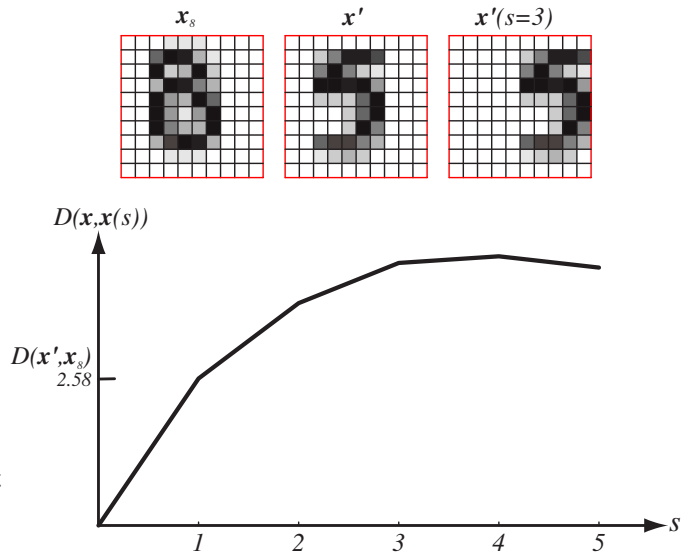 x₈ x' x'(s=3)
D(x,x(s))
D(x',x₈)
2.58
1 2 3 4 5 s